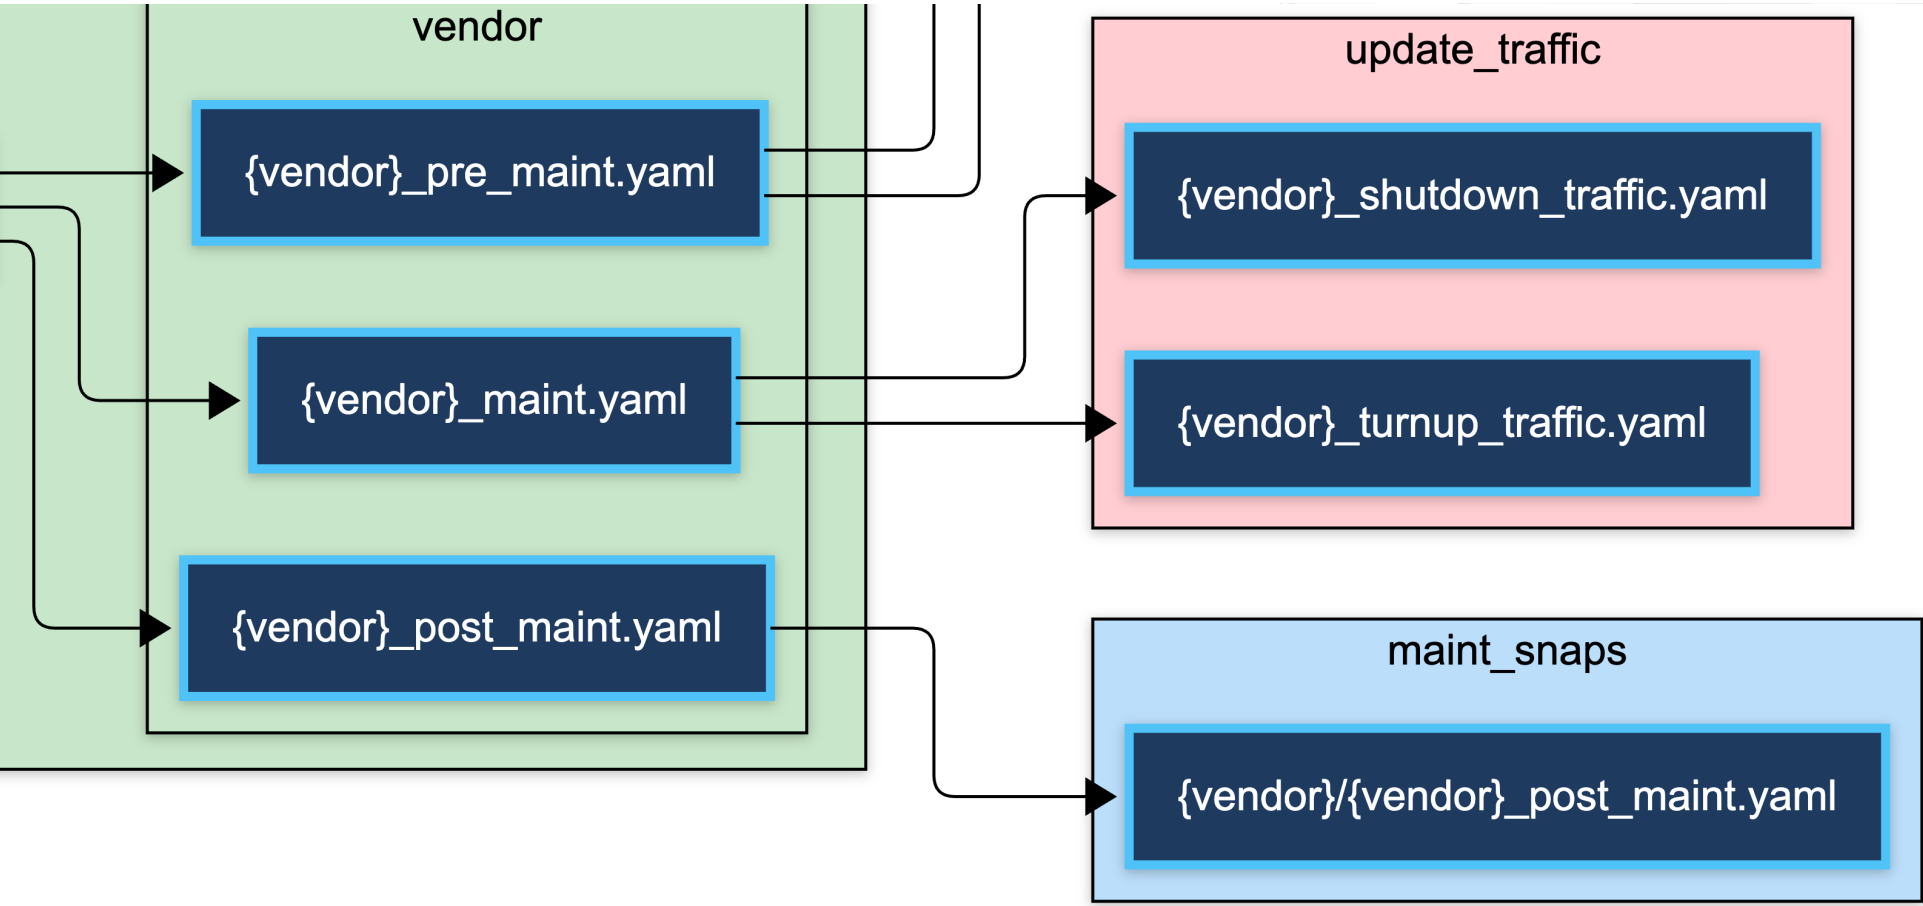 vendor
{vendor}_pre_maint.yaml
{vendor}_maint.yaml
{vendor}_post_maint.yaml
update_traffic
{vendor}_shutdown_traffic.yaml
{vendor}_turnup_traffic.yaml
maint_snaps
{vendor}/{vendor}_post_maint.yaml